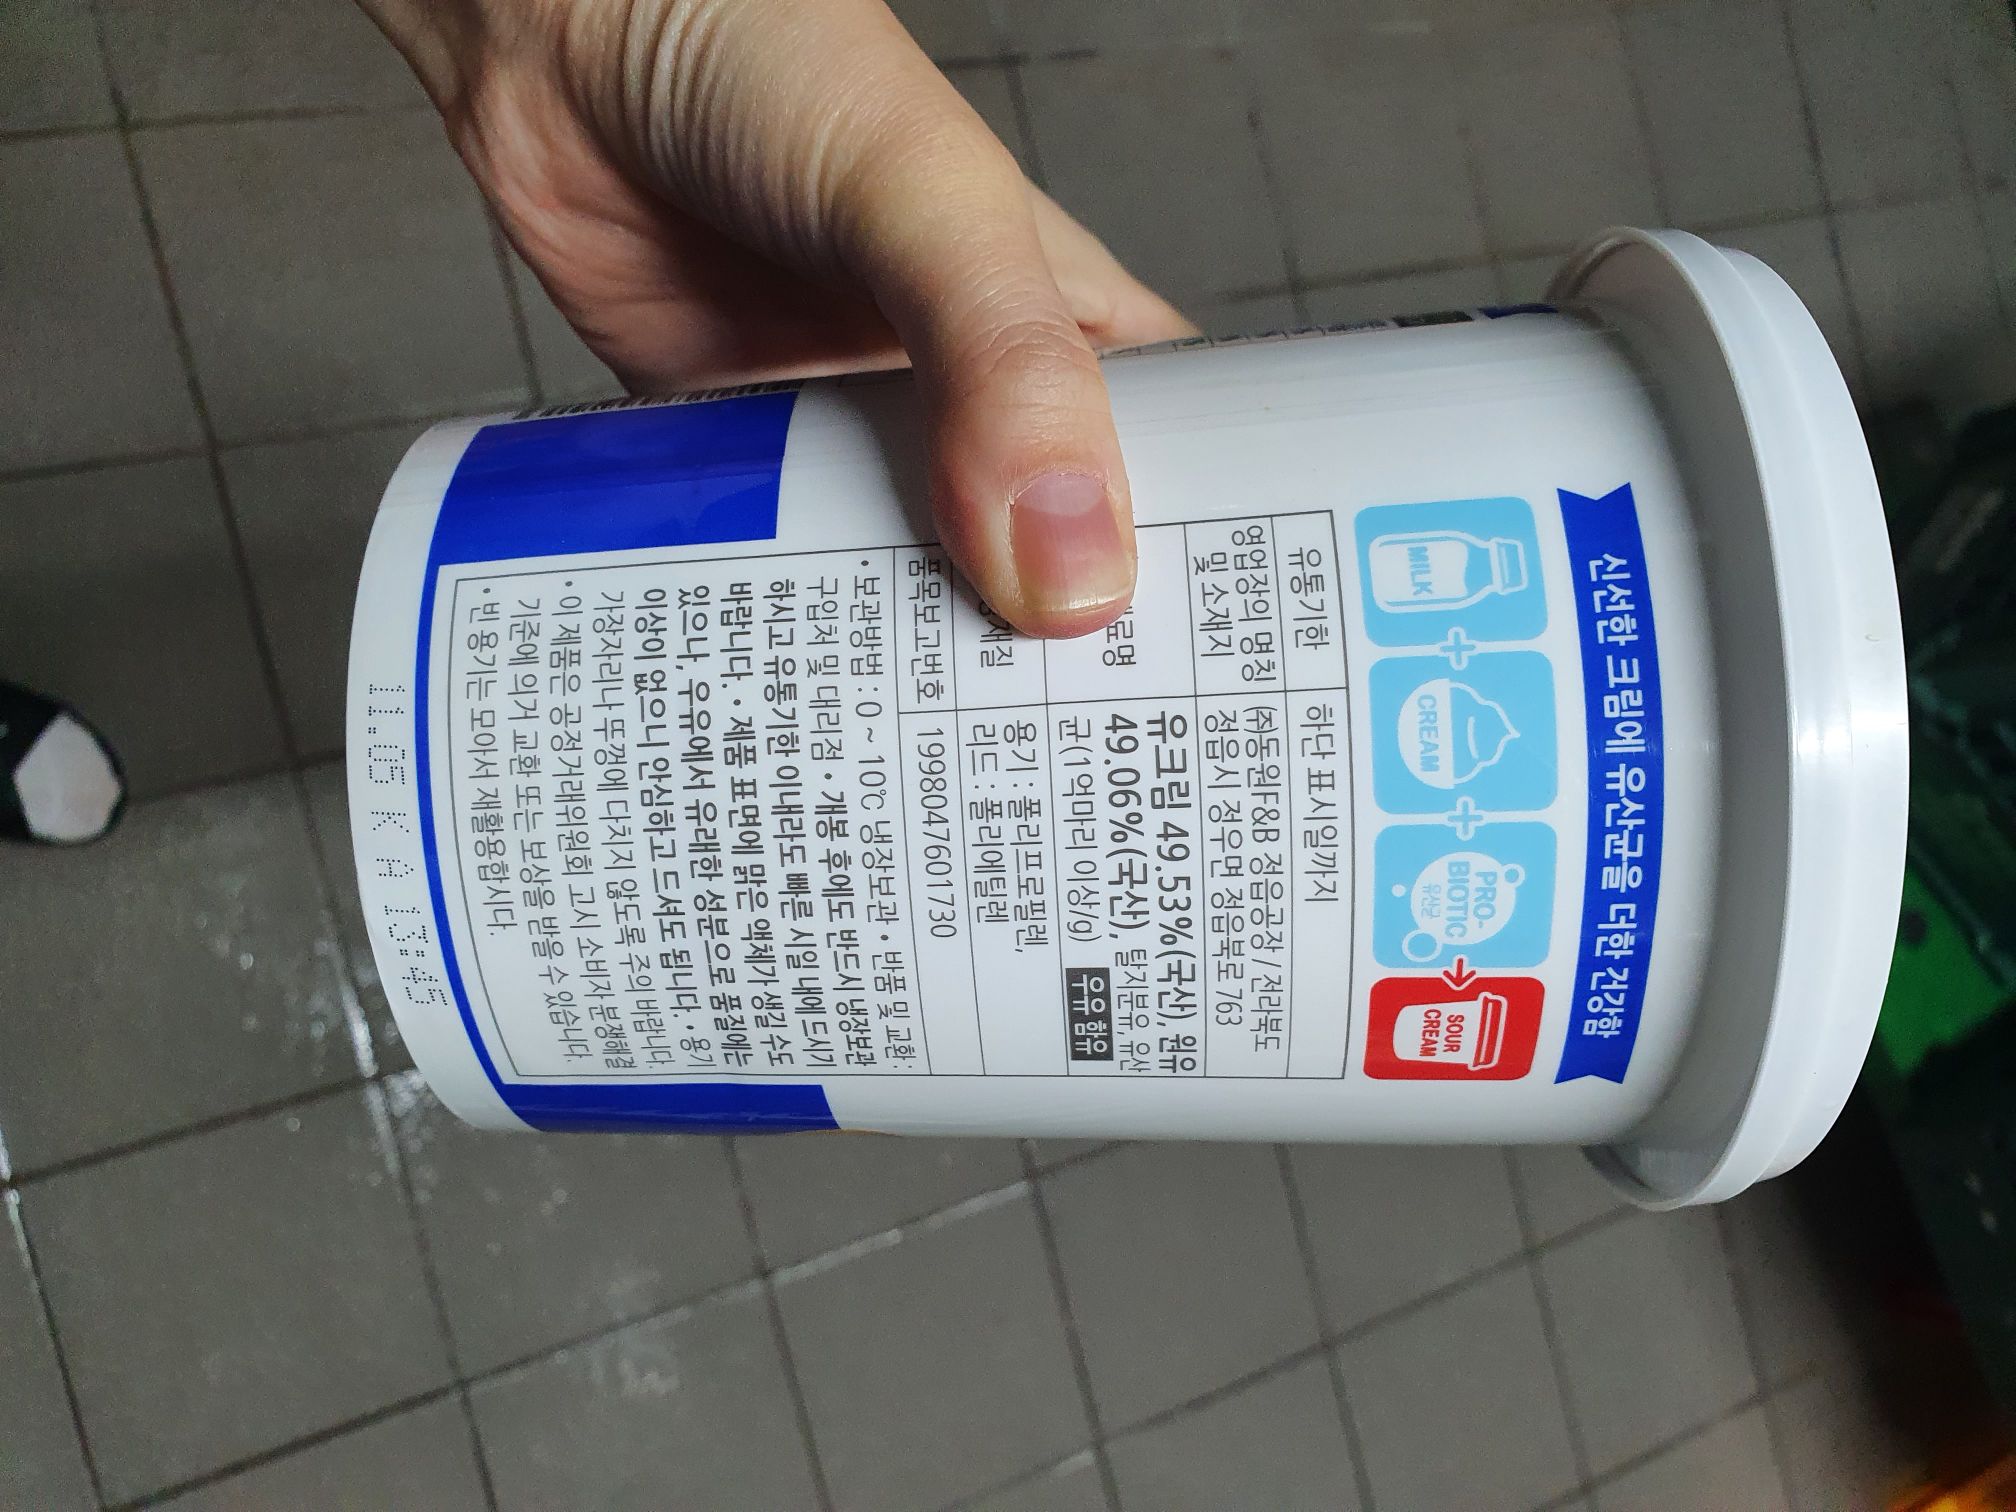 신선한 크림에 유산균을 더한 건강함
MILK
+
CREAM
+
PRO-
BIOTIC
유산균
SOUR
CREAM
유통기한 하단 표시일까지
영업장의 명칭 (주)동원F&B 정읍공장 / 전라북도
및 소재지 정읍시 정우면 정읍북로 763
유크림 49.53%(국산), 원유
49.06%(국산), 탈지분유, 유산
균(1억마리 이상/g) 우유 함유
용기 : 폴리프로필렌,
리드 : 폴리에틸렌
품목보고번호 1998047601730
• 보관방법 : 0 ~ 10℃ 냉장보관 • 반품 및 교환 :
구입처 및 대리점 • 개봉 후에도 반드시 냉장보관
하시고 유통기한 이내라도 빠른 시일 내에 드시기
바랍니다. • 제품 표면에 맑은 액체가 생길 수도
있으나, 우유에서 유래한 성분으로 품질에는
이상이 없으니 안심하고 드셔도 됩니다. • 용기
가장자리나 뚜껑에 다치지 않도록 주의 바랍니다.
• 이 제품은 공정거래위원회 고시 소비자분쟁해결
기준에 의거 교환 또는 보상을 받을 수 있습니다.
• 빈 용기는 모아서 재활용합시다.
11.05 K A 13:45